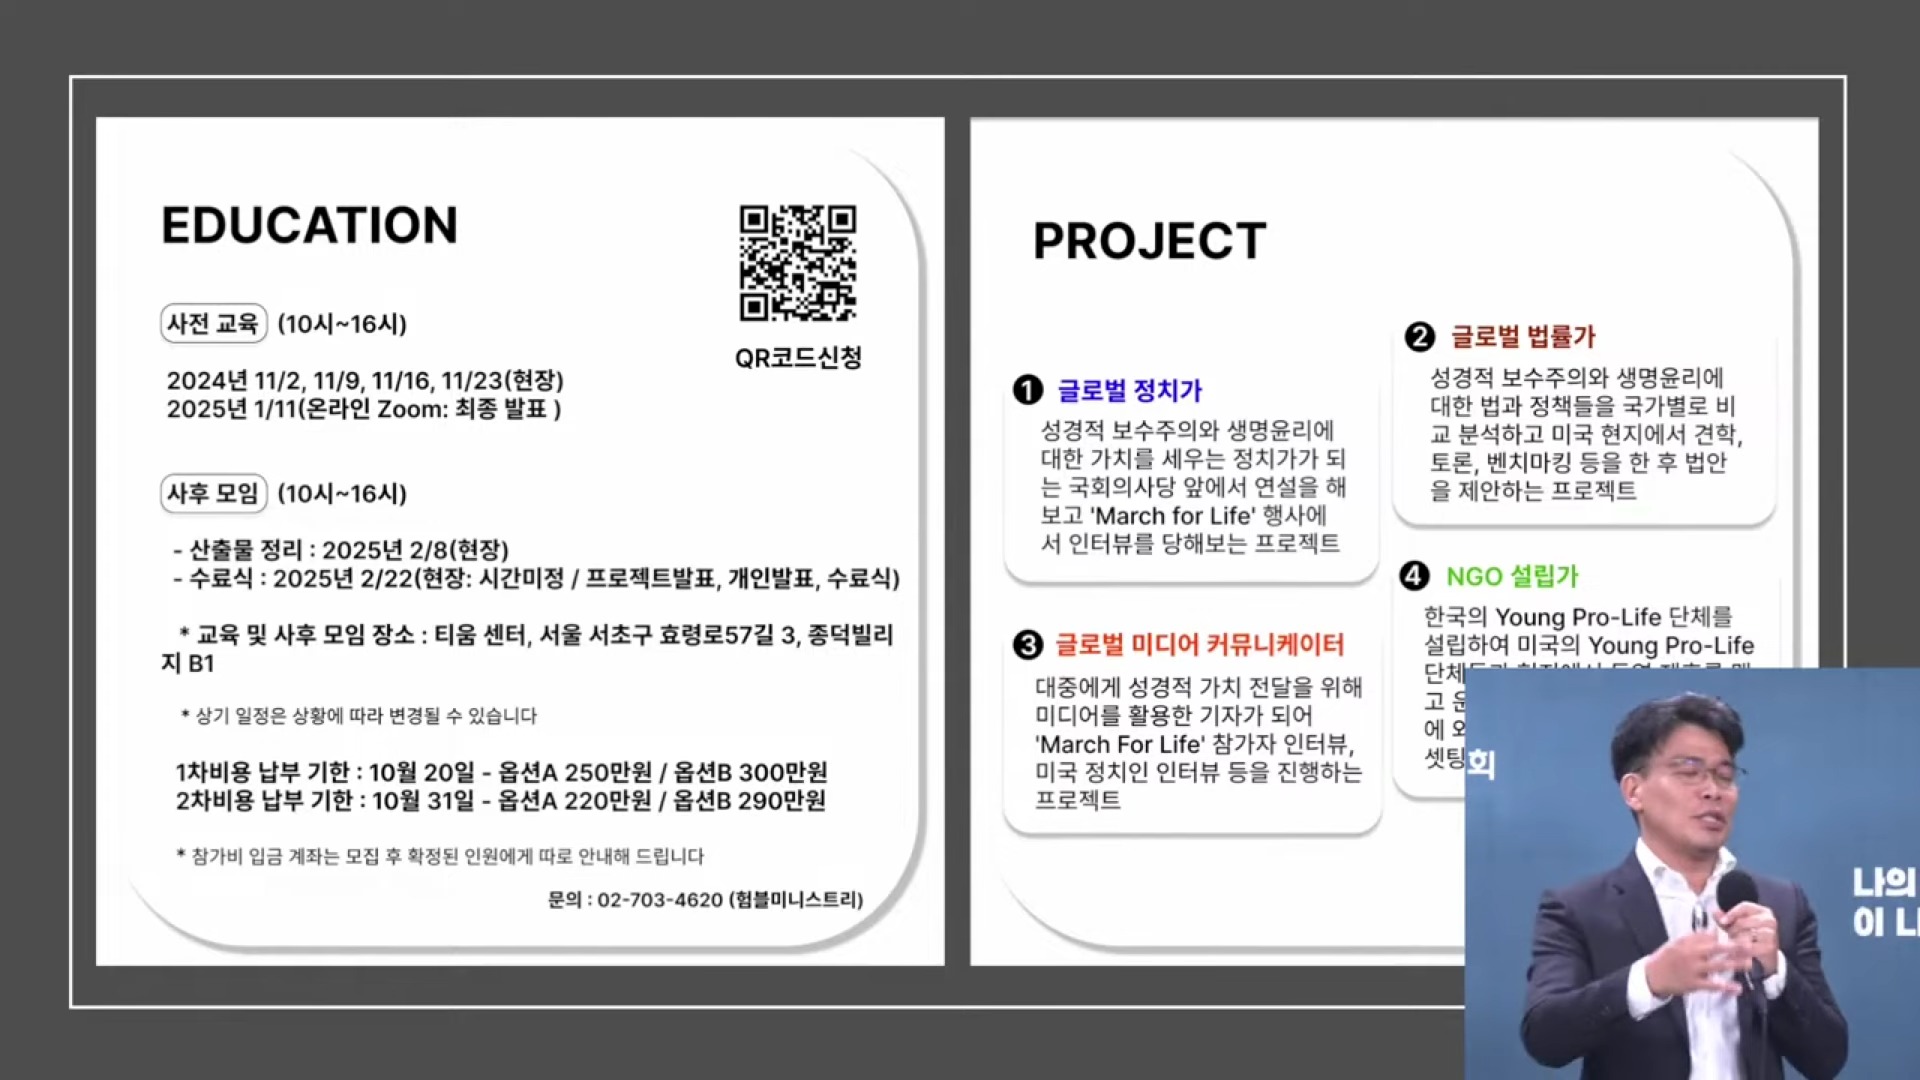 EDUCATION
QR코드신청
사전 교육 (10시~16시)
2024년 11/2, 11/9, 11/16, 11/23(현장)
2025년 1/11(온라인 Zoom: 최종 발표 )
사후 모임 (10시~16시)
- 산출물 정리 : 2025년 2/8(현장)
- 수료식 : 2025년 2/22(현장: 시간미정 / 프로젝트발표, 개인발표, 수료식)
* 교육 및 사후 모임 장소 : 티움 센터, 서울 서초구 효령로57길 3, 종덕빌리
지 B1
* 상기 일정은 상황에 따라 변경될 수 있습니다
1차비용 납부 기한 : 10월 20일 - 옵션A 250만원 / 옵션B 300만원
2차비용 납부 기한 : 10월 31일 - 옵션A 220만원 / 옵션B 290만원
* 참가비 입금 계좌는 모집 후 확정된 인원에게 따로 안내해 드립니다
문의 : 02-703-4620 (험블미니스트리)
PROJECT
1 글로벌 정치가
성경적 보수주의와 생명윤리에
대한 가치를 세우는 정치가가 되
는 국회의사당 앞에서 연설을 해
보고 'March for Life' 행사에
서 인터뷰를 당해보는 프로젝트
2 글로벌 법률가
성경적 보수주의와 생명윤리에
대한 법과 정책들을 국가별로 비
교 분석하고 미국 현지에서 견학,
토론, 벤치마킹 등을 한 후 법안
을 제안하는 프로젝트
3 글로벌 미디어 커뮤니케이터
대중에게 성경적 가치 전달을 위해
미디어를 활용한 기자가 되어
'March For Life' 참가자 인터뷰,
미국 정치인 인터뷰 등을 진행하는
프로젝트
4 NGO 설립가
한국의 Young Pro-Life 단체를
설립하여 미국의 Young Pro-Life
고
에
셋팅
회
나의
이 나